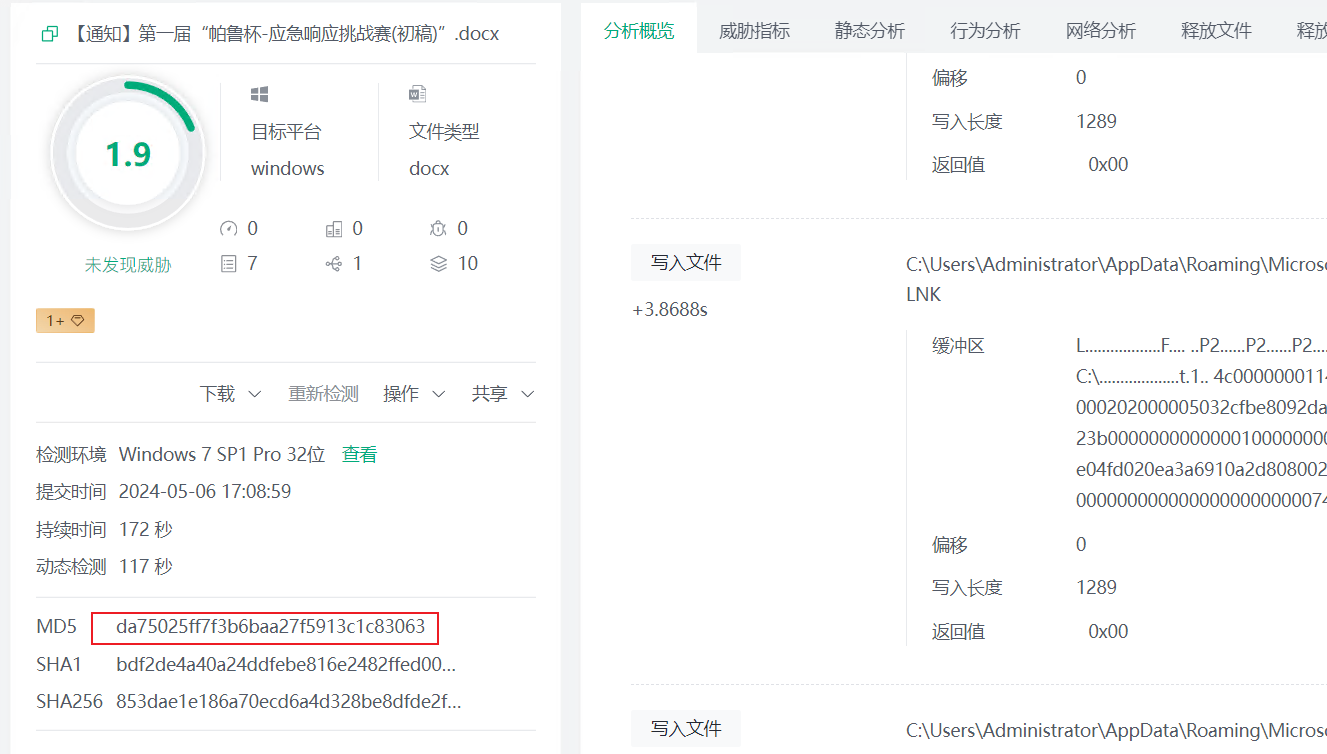 【通知】第一届“帕鲁杯-应急响应挑战赛(初稿)”.docx
1.9
未发现威胁
目标平台
windows
文件类型
docx
0 0 0
7 1 10
1+
下载 重新检测 操作 共享
检测环境 Windows 7 SP1 Pro 32位 查看
提交时间 2024-05-06 17:08:59
持续时间 172 秒
动态检测 117 秒
MD5 da75025ff7f3b6baa27f5913c1c83063
SHA1 bdf2de4a40a24ddfebe816e2482ffed00...
SHA256 853dae1e186a70ecd6a4d328be8dfde2f...
分析概览 威胁指标 静态分析 行为分析 网络分析 释放文件 释放
偏移 0
写入长度 1289
返回值 0x00
写入文件
+3.8688s
C:\Users\Administrator\AppData\Roaming\Micros
LNK
缓冲区 L..................F.... ..P2......P2......P2....
C:\...................t.1.. 4c0000000114
000202000005032cfbe8092da
23b0000000000000100000000
e04fd020ea3a6910a2d808002
0000000000000000000000074
偏移 0
写入长度 1289
返回值 0x00
写入文件
C:\Users\Administrator\AppData\Roaming\Micros